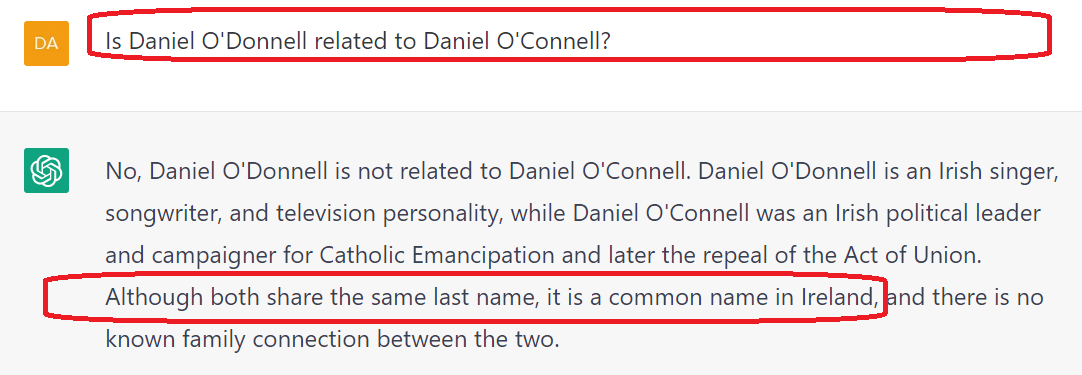 DA
Is Daniel O'Donnell related to Daniel O'Connell?
No, Daniel O'Donnell is not related to Daniel O'Connell. Daniel O'Donnell is an Irish singer,
songwriter, and television personality, while Daniel O'Connell was an Irish political leader
and campaigner for Catholic Emancipation and later the repeal of the Act of Union.
Although both share the same last name, it is a common name in Ireland, and there is no
known family connection between the two.